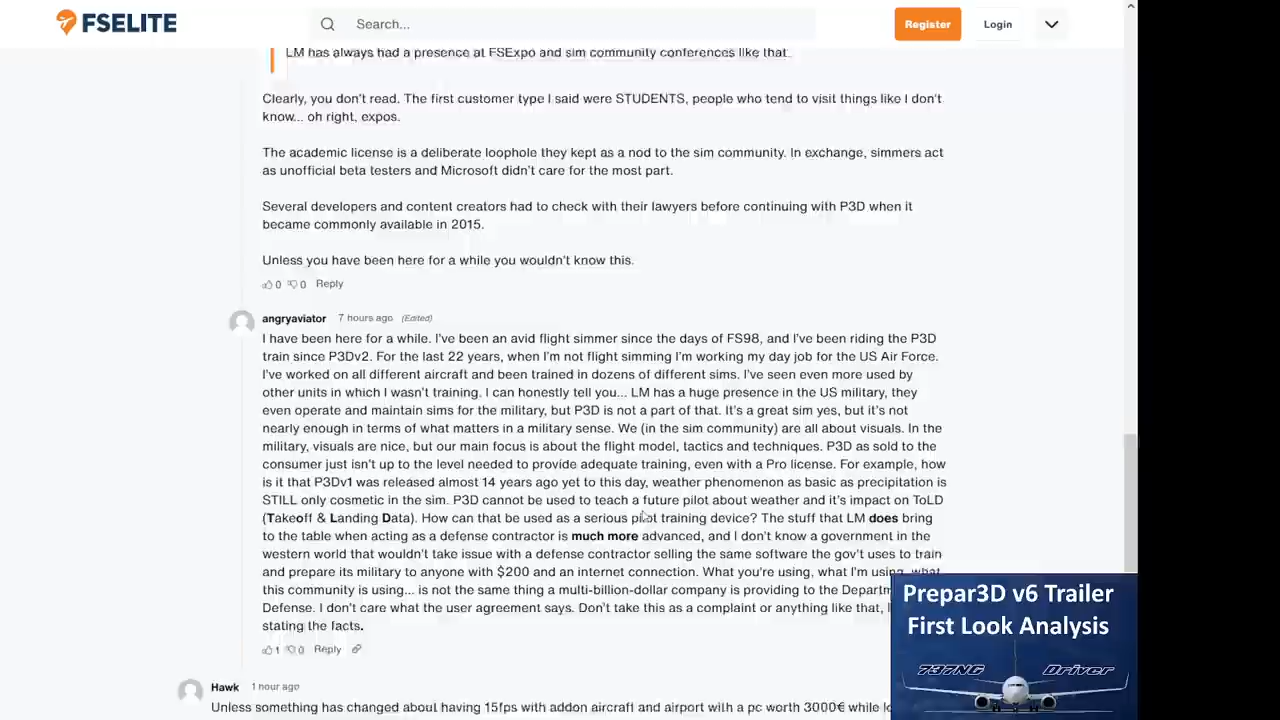 FSELITE
Search...
Register
Login
LM has always had a presence at FSExpo and sim community conferences like that.
Clearly, you don't read. The first customer type I said were STUDENTS, people who tend to visit things like I don't
know... oh right, expos.
The academic license is a deliberate loophole they kept as a nod to the sim community. In exchange, simmers act
as unofficial beta testers and Microsoft didn't care for the most part.
Several developers and content creators had to check with their lawyers before continuing with P3D when it
became commonly available in 2015.
Unless you have been here for a while you wouldn't know this.
0 0 Reply
angryaviator 7 hours ago (Edited)
I have been here for a while. I've been an avid flight simmer since the days of FS98, and I've been riding the P3D
train since P3Dv2. For the last 22 years, when I'm not flight simming I'm working my day job for the US Air Force.
I've worked on all different aircraft and been trained in dozens of different sims. I've seen even more used by
other units in which I wasn't training. I can honestly tell you... LM has a huge presence in the US military, they
even operate and maintain sims for the military, but P3D is not a part of that. It's a great sim yes, but it's not
nearly enough in terms of what matters in a military sense. We (in the sim community) are all about visuals. In the
military, visuals are nice, but our main focus is about the flight model, tactics and techniques. P3D as sold to the
consumer just isn't up to the level needed to provide adequate training, even with a Pro license. For example, how
is it that P3Dv1 was released almost 14 years ago yet to this day, weather phenomenon as basic as precipitation is
STILL only cosmetic in the sim. P3D cannot be used to teach a future pilot about weather and it's impact on ToLD
(Takeoff & Landing Data). How can that be used as a serious pilot training device? The stuff that LM does bring
to the table when acting as a defense contractor is much more advanced, and I don't know a government in the
western world that wouldn't take issue with a defense contractor selling the same software the gov't uses to train
and prepare its military to anyone with $200 and an internet connection. What you're using, what I'm using, what
this community is using... is not the same thing a multi-billion-dollar company is providing to the Departm
Defense. I don't care what the user agreement says. Don't take this as a complaint or anything like that,
stating the facts.
1 0 Reply
Hawk 1 hour ago
Unless something has changed about having 15fps with addon aircraft and airport with a pc worth 3000€ while
Prepar3D v6 Trailer
First Look Analysis
737NG Driver